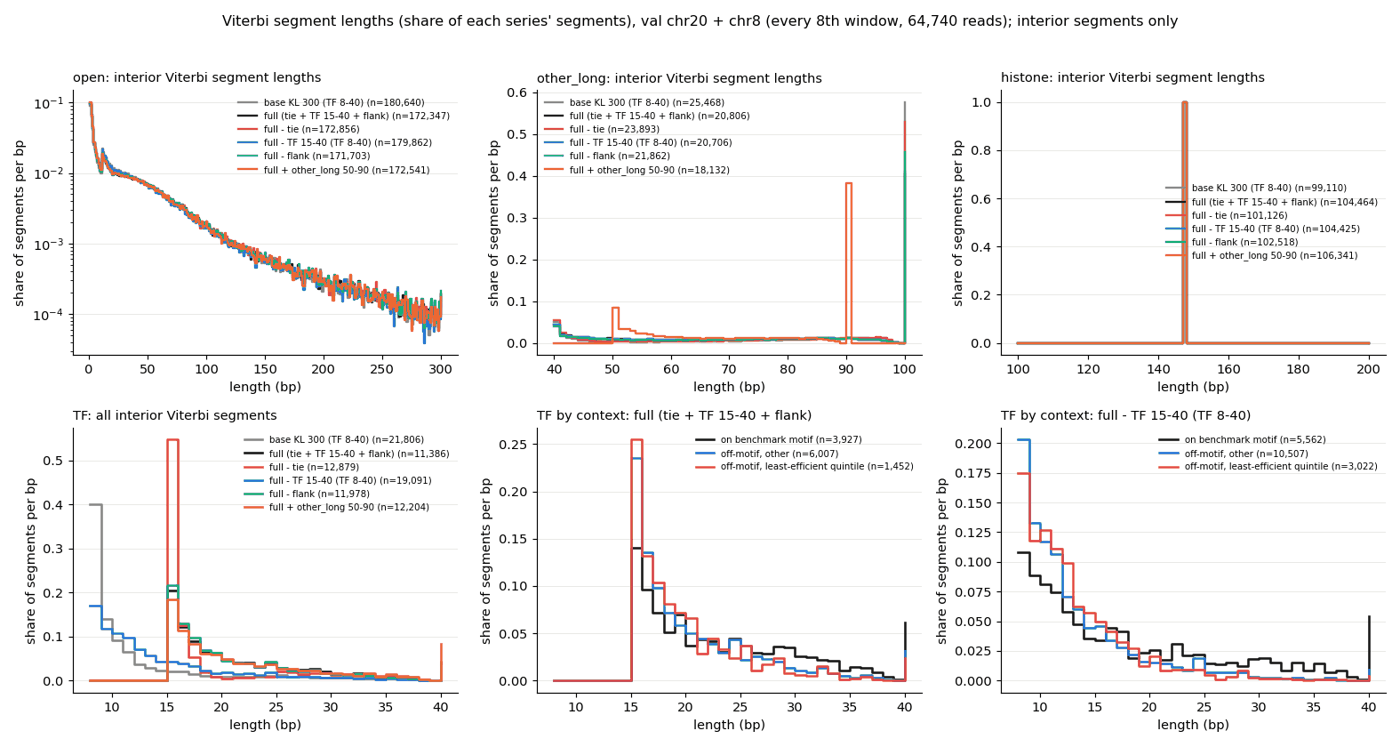 Viterbi segment lengths (share of each series' segments), val chr20 + chr8 (every 8th window, 64,740 reads); interior segments only
open: interior Viterbi segment lengths
share of segments per bp
10⁻¹
10⁻²
10⁻³
10⁻⁴
base KL 300 (TF 8-40) (n=180,640)
full (tie + TF 15-40 + flank) (n=172,347)
full - tie (n=172,856)
full - TF 15-40 (TF 8-40) (n=179,862)
full - flank (n=171,703)
full + other_long 50-90 (n=172,541)
0 50 100 150 200 250 300
length (bp)
other_long: interior Viterbi segment lengths
share of segments per bp
0.6
0.5
0.4
0.3
0.2
0.1
0.0
base KL 300 (TF 8-40) (n=25,468)
full (tie + TF 15-40 + flank) (n=20,806)
full - tie (n=23,893)
full - TF 15-40 (TF 8-40) (n=20,706)
full - flank (n=21,862)
full + other_long 50-90 (n=18,132)
40 50 60 70 80 90 100
length (bp)
histone: interior Viterbi segment lengths
share of segments per bp
1.0
0.8
0.6
0.4
0.2
0.0
base KL 300 (TF 8-40) (n=99,110)
full (tie + TF 15-40 + flank) (n=104,464)
full - tie (n=101,126)
full - TF 15-40 (TF 8-40) (n=104,425)
full - flank (n=102,518)
full + other_long 50-90 (n=106,341)
100 120 140 160 180 200
length (bp)
TF: all interior Viterbi segments
share of segments per bp
0.5
0.4
0.3
0.2
0.1
0.0
base KL 300 (TF 8-40) (n=21,806)
full (tie + TF 15-40 + flank) (n=11,386)
full - tie (n=12,879)
full - TF 15-40 (TF 8-40) (n=19,091)
full - flank (n=11,978)
full + other_long 50-90 (n=12,204)
10 15 20 25 30 35 40
length (bp)
TF by context: full (tie + TF 15-40 + flank)
share of segments per bp
0.25
0.20
0.15
0.10
0.05
0.00
on benchmark motif (n=3,927)
off-motif, other (n=6,007)
off-motif, least-efficient quintile (n=1,452)
10 15 20 25 30 35 40
length (bp)
TF by context: full - TF 15-40 (TF 8-40)
share of segments per bp
0.200
0.175
0.150
0.125
0.100
0.075
0.050
0.025
0.000
on benchmark motif (n=5,562)
off-motif, other (n=10,507)
off-motif, least-efficient quintile (n=3,022)
10 15 20 25 30 35 40
length (bp)